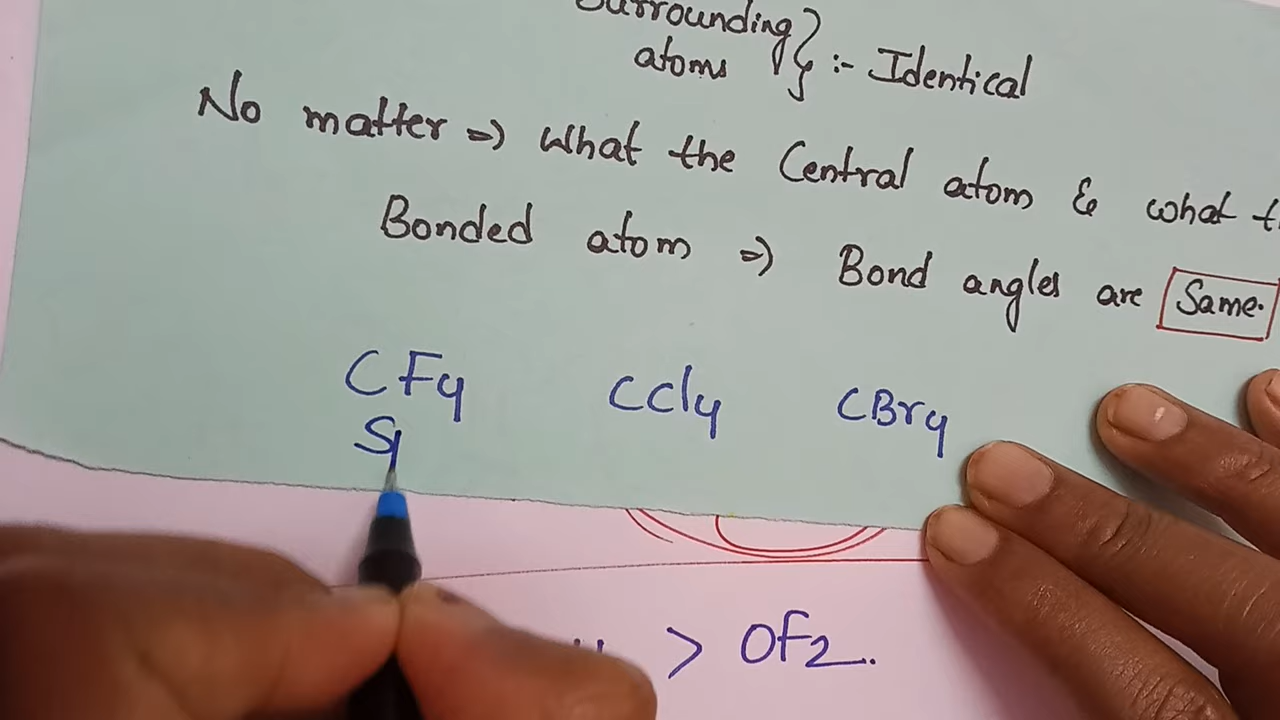 Surrounding
atoms } :- Identical
No matter => What the Central atom & what
Bonded atom => Bond angles are Same.
CF4 CCl4 CBr4
Si
> OF2.